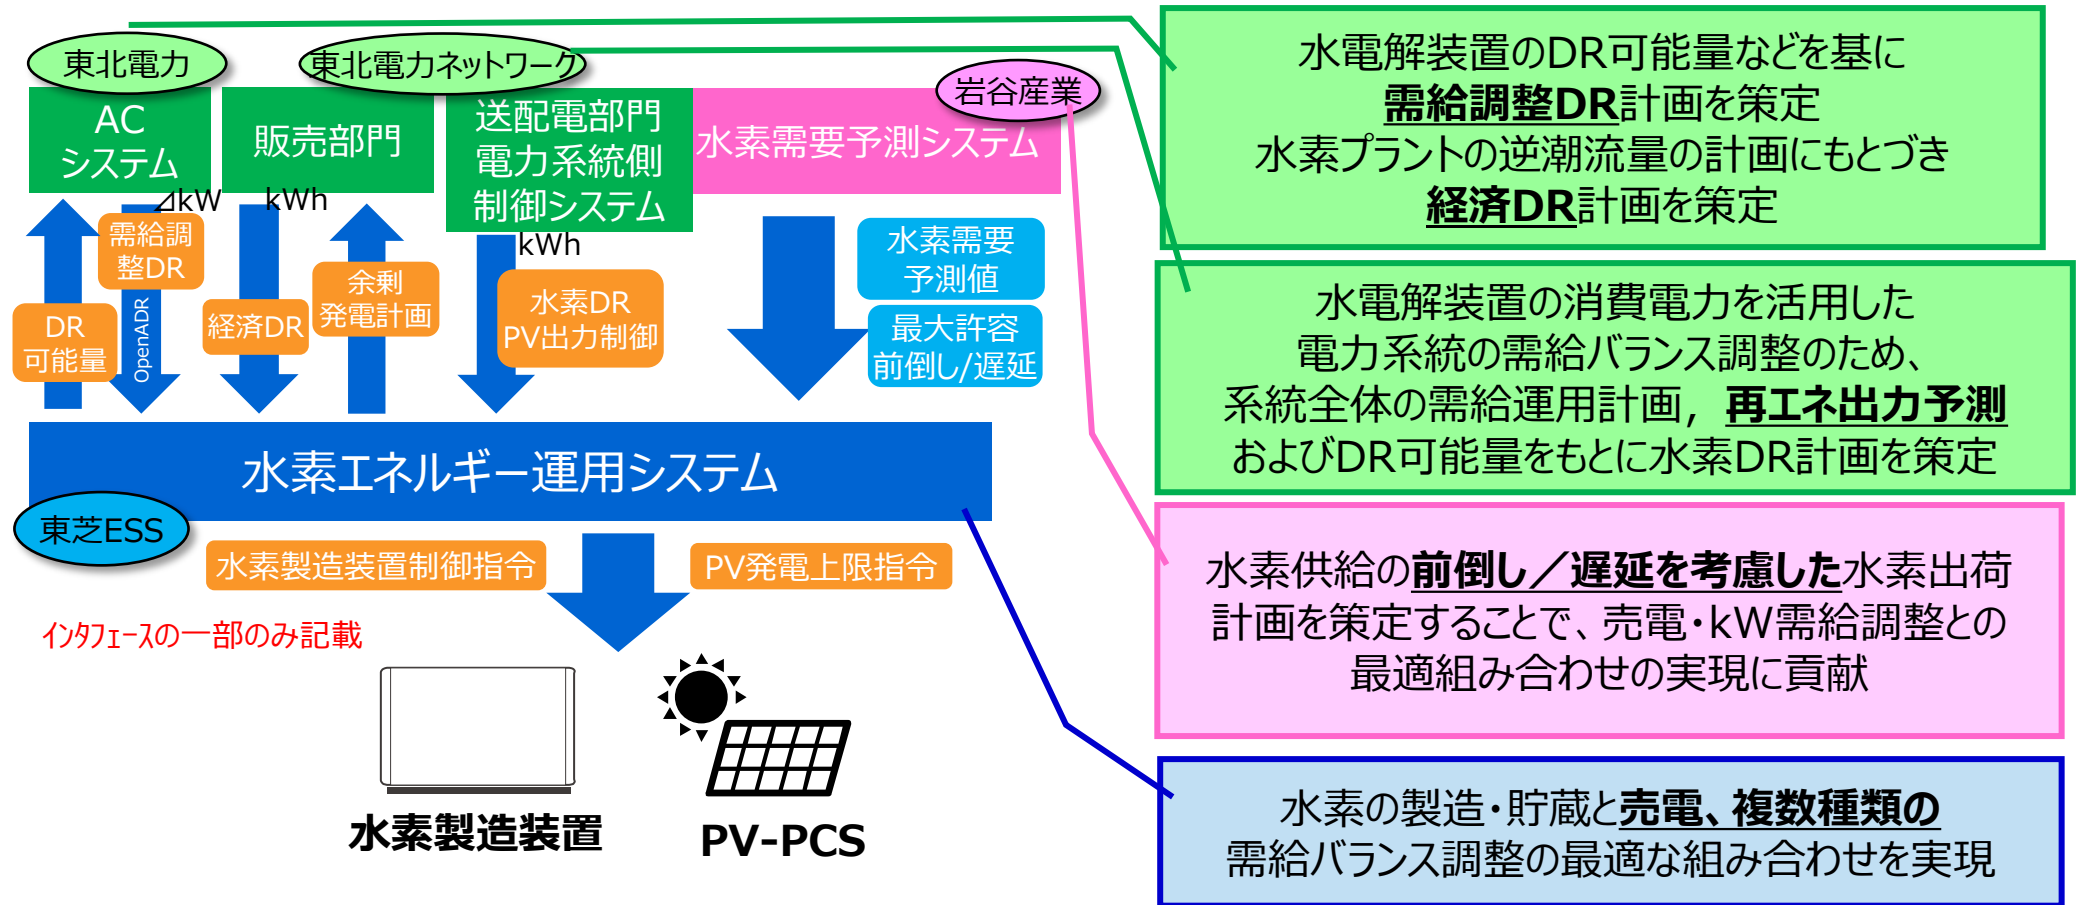 東北電力
東北電力ネットワーク
岩谷産業
AC
システム
販売部門
送配電部門
電力系統側
制御システム
水素需要予測システム
⊿kW
kWh
kWh
需給調
整DR
DR
可能量
OpenADR
経済DR
余剰
発電計画
水素DR
PV出力制御
水素需要
予測値
最大許容
前倒し/遅延
水素エネルギー運用システム
東芝ESS
水素製造装置制御指令
PV発電上限指令
ｲﾝﾀﾌｪｰｽの一部のみ記載
水素製造装置
PV-PCS
水電解装置のDR可能量などを基に
需給調整DR計画を策定
水素プラントの逆潮流量の計画にもとづき
経済DR計画を策定
水電解装置の消費電力を活用した
電力系統の需給バランス調整のため、
系統全体の需給運用計画，再エネ出力予測
およびDR可能量をもとに水素DR計画を策定
水素供給の前倒し／遅延を考慮した水素出荷
計画を策定することで、売電・kW需給調整との
最適組み合わせの実現に貢献
水素の製造・貯蔵と売電、複数種類の
需給バランス調整の最適な組み合わせを実現